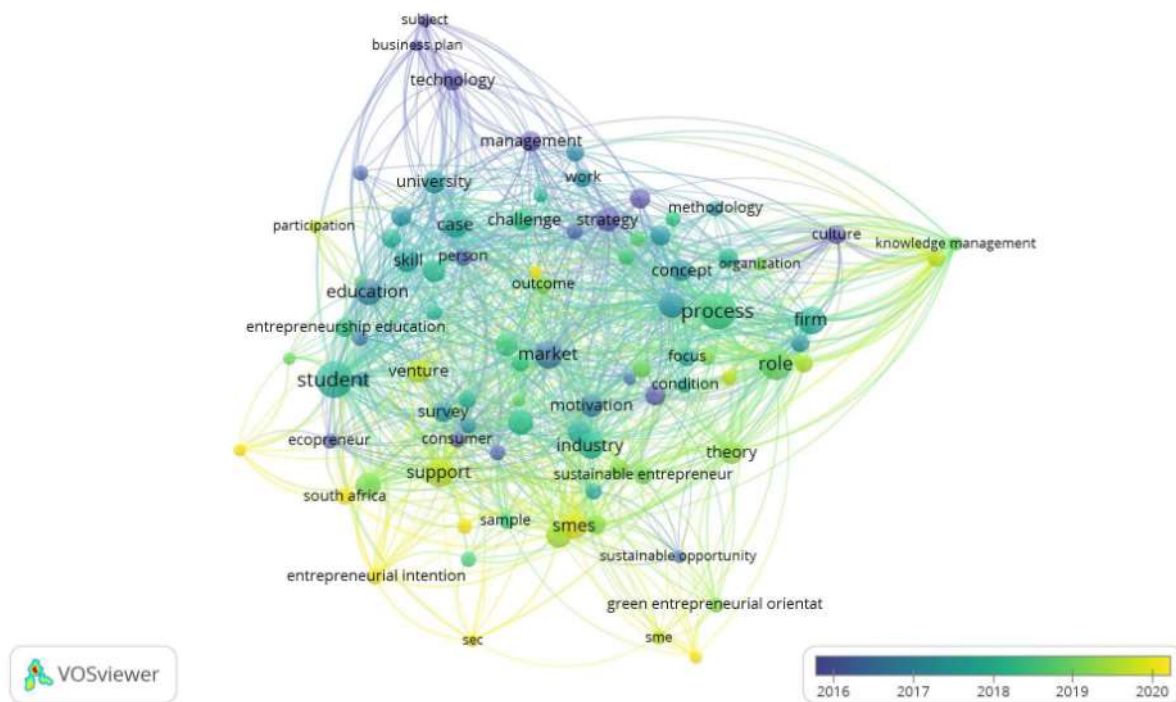 subject
business plan
technology
management
work
university
participation
case
challenge
strategy
methodology
culture
knowledge management
skill
person
concept
organization
outcome
education
process
firm
entrepreneurship education
market
focus
role
student
venture
condition
survey
motivation
ecopreneur
consumer
industry
theory
support
sustainable entrepreneur
south africa
sample
smes
sustainable opportunity
entrepreneurial intention
green entrepreneurial orientat
sec
sme
VOSviewer
2016 2017 2018 2019 2020